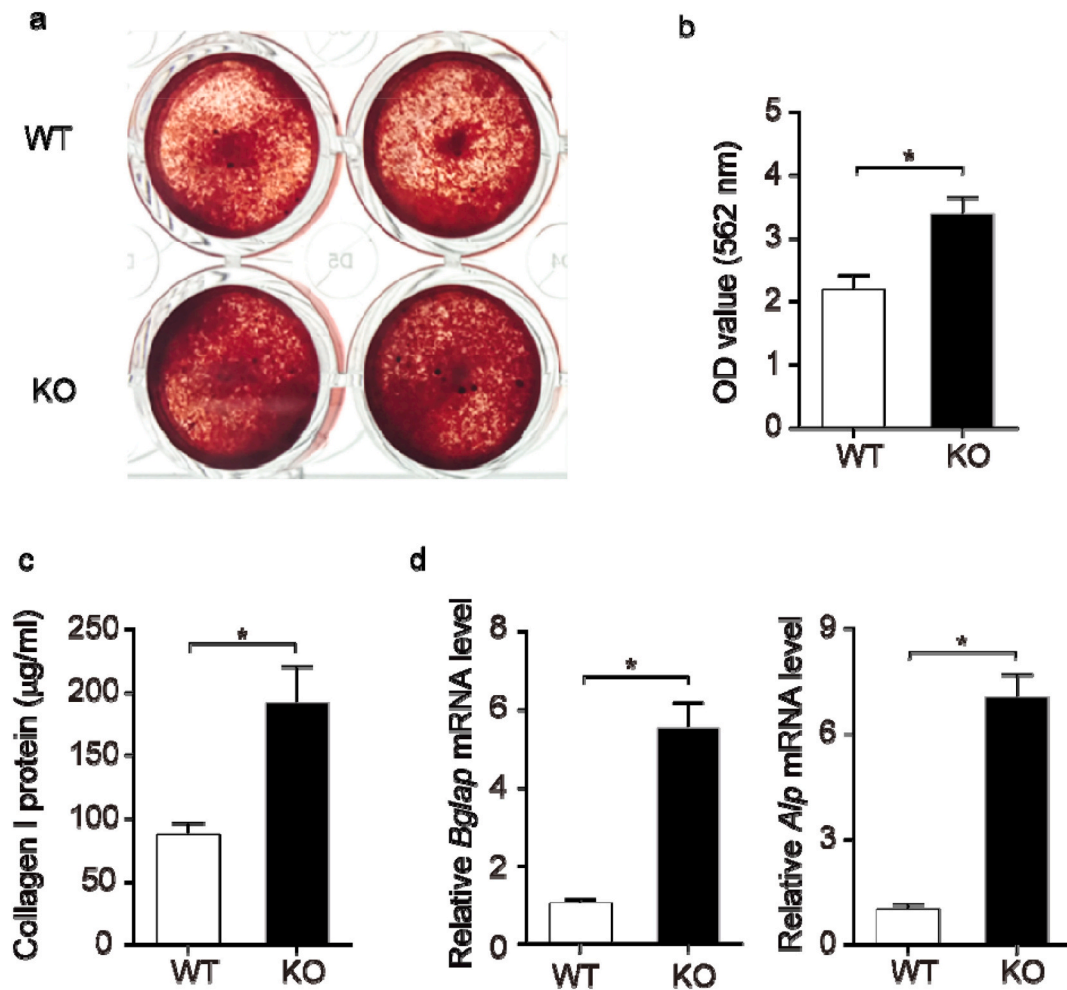 a
WT
KO
D5
b
OD value (562 nm)
5
4
3
2
1
0
*
WT
KO
c
Collagen I protein (μg/ml)
250
200
150
100
50
0
*
WT
KO
d
Relative Bglap mRNA level
8
6
4
2
0
*
WT
KO
Relative Alp mRNA level
9
6
3
0
*
WT
KO